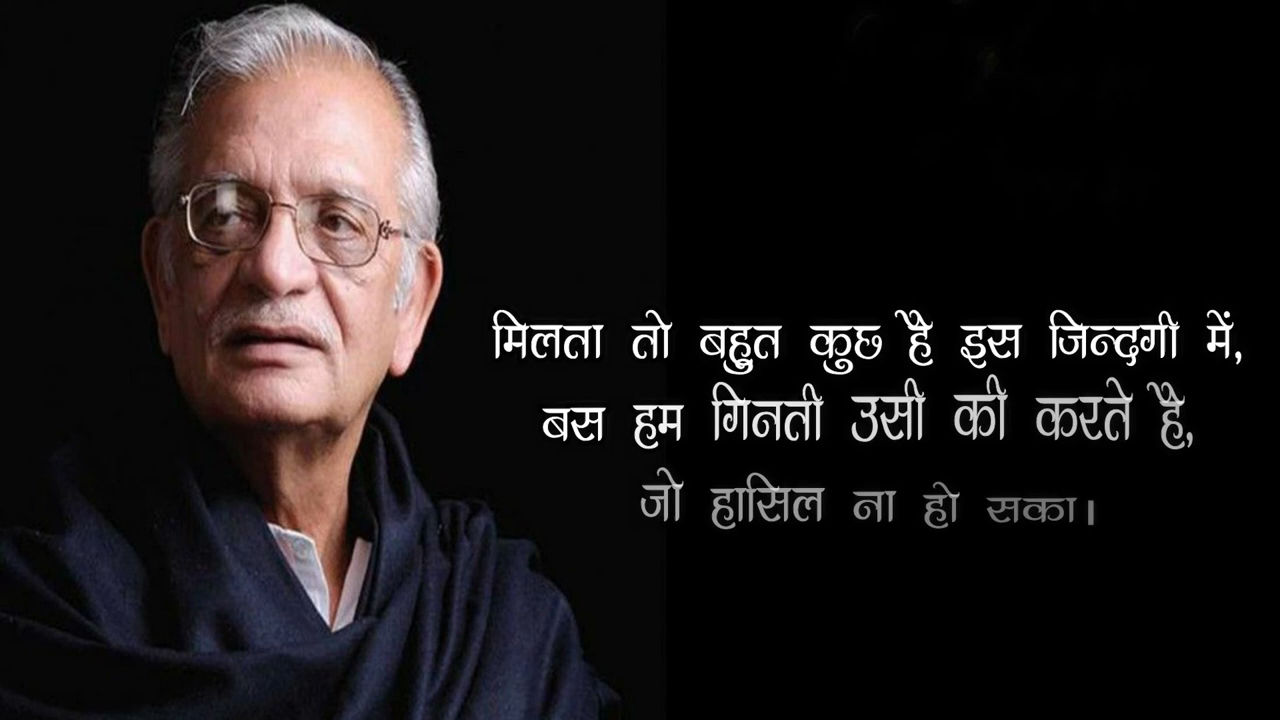 मिलता तो बहुत कुछ है इस जिन्दगी में,
बस हम गिनती उसी की करते है,
जो हासिल ना हो सका।